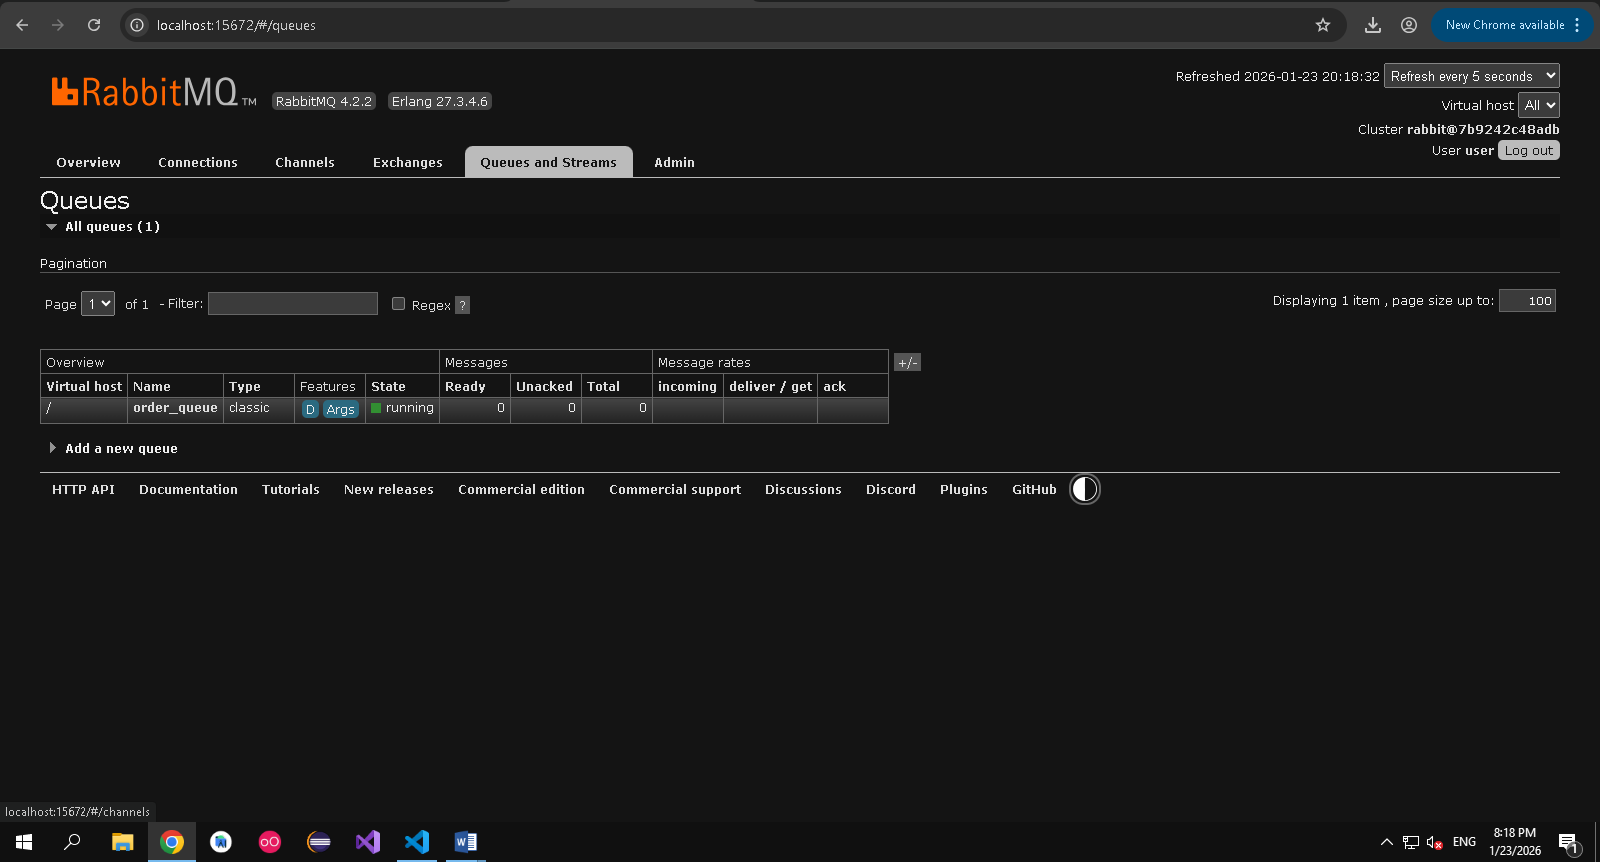 localhost:15672/#/queues
New Chrome available
RabbitMQ TM
RabbitMQ 4.2.2
Erlang 27.3.4.6
Refreshed 2026-01-23 20:18:32
Refresh every 5 seconds
Virtual host All
Cluster rabbit@7b9242c48adb
User user Log out
Overview Connections Channels Exchanges Queues and Streams Admin
Queues
All queues (1)
Pagination
Page 1 of 1 - Filter: Regex ?
Displaying 1 item , page size up to: 100
Overview Messages Message rates +/-
Virtual host Name Type Features State Ready Unacked Total incoming deliver / get ack
/ order_queue classic D Args running 0 0 0
Add a new queue
HTTP API Documentation Tutorials New releases Commercial edition Commercial support Discussions Discord Plugins GitHub
localhost:15672/#/channels
ENG
8:18 PM
1/23/2026
1